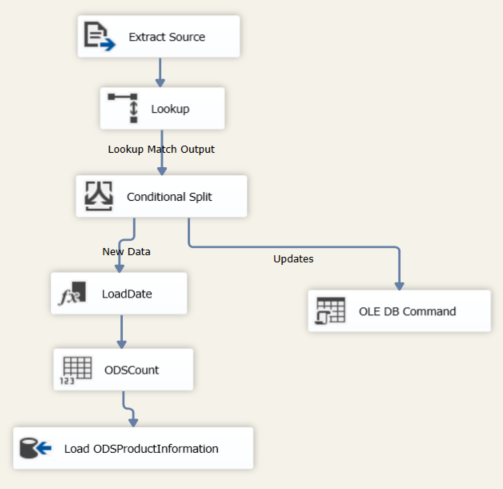 Extract Source
Lookup
Lookup Match Output
Conditional Split
New Data
Updates
fx
LoadDate
OLE DB Command
123
ODSCount
Load ODSProductInformation